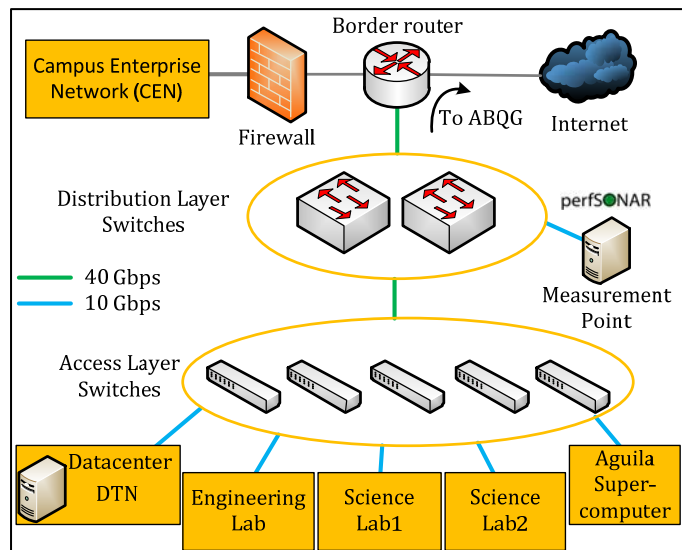 Border router
Campus Enterprise
Network (CEN)
Firewall
To ABQG
Internet
Distribution Layer
Switches
perfSONAR
40 Gbps
10 Gbps
Measurement
Point
Access Layer
Switches
Datacenter
DTN
Engineering
Lab
Science
Lab1
Science
Lab2
Aguila
Super-
computer